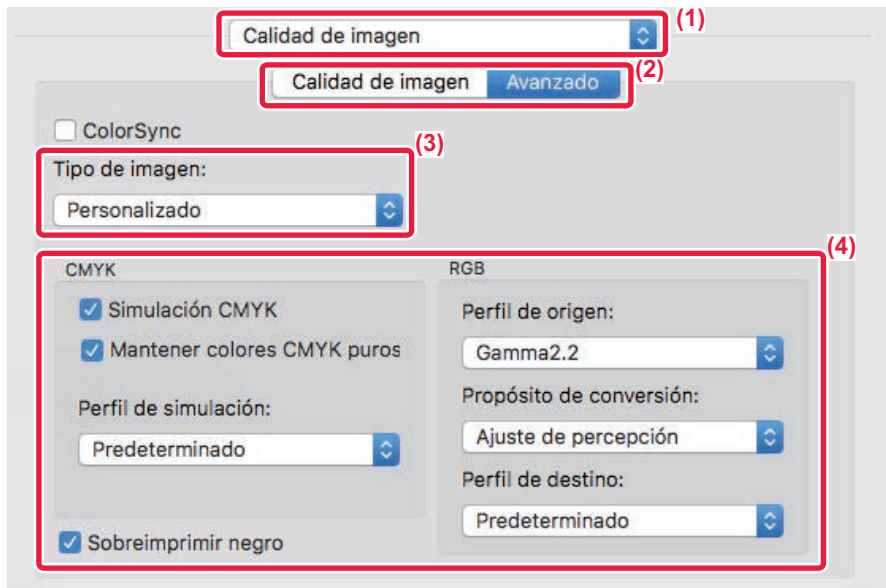 Calidad de imagen
(1)
Calidad de imagen Avanzado
(2)
ColorSync
(3)
Tipo de imagen:
Personalizado
(4)
CMYK
Simulación CMYK
Mantener colores CMYK puros
Perfil de simulación:
Predeterminado
Sobreimprimir negro
RGB
Perfil de origen:
Gamma2.2
Propósito de conversión:
Ajuste de percepción
Perfil de destino:
Predeterminado